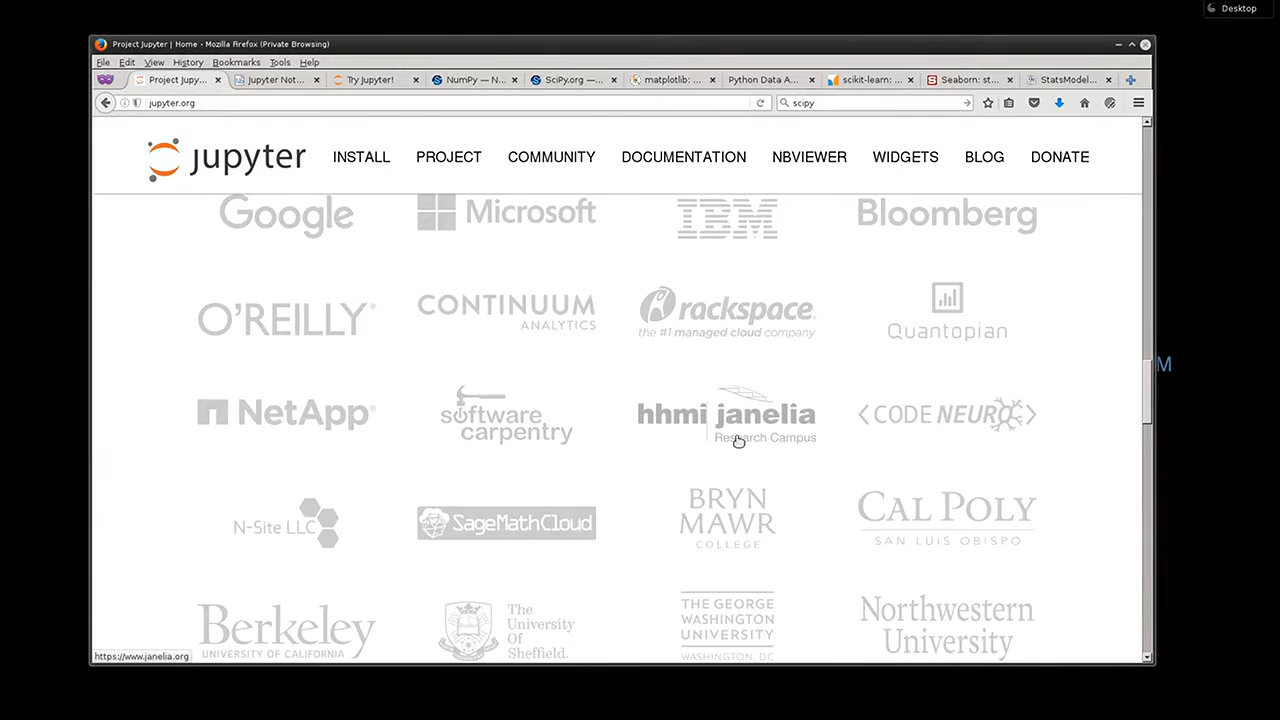 Desktop
Project Jupyter | Home - Mozilla Firefox (Private Browsing)
File Edit View History Bookmarks Tools Help
Project Jupy...
Jupyter Not...
Try Jupyter!
NumPy — N...
SciPy.org —...
matplotlib: ...
Python Data A...
scikit-learn: ...
Seaborn: st...
StatsModel...
jupyter.org
scipy
jupyter INSTALL PROJECT COMMUNITY DOCUMENTATION NBVIEWER WIDGETS BLOG DONATE
Google Microsoft IBM Bloomberg
O'REILLY®
CONTINUUM
ANALYTICS
rackspace®
the #1 managed cloud company
Quantopian
M
NetApp®
software
carpentry
hhmi janelia
Research Campus
<CODE NEURO>
N-Site LLC
SageMathCloud
BRYN
MAWR
COLLEGE
CAL POLY
SAN LUIS OBISPO
Berkeley
UNIVERSITY OF CALIFORNIA
The
University
Of
Sheffield.
THE GEORGE
WASHINGTON
UNIVERSITY
WASHINGTON, DC
Northwestern
University
https://www.janelia.org